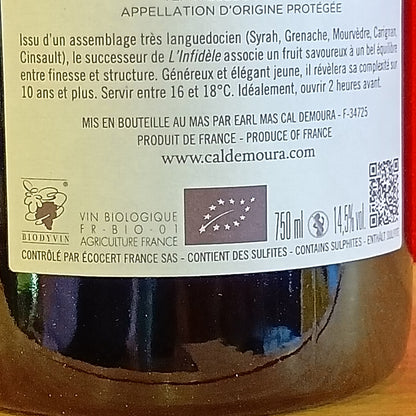 APPELLATION D'ORIGINE PROTÉGÉE
Issu d'un assemblage très languedocien (Syrah, Grenache, Mourvèdre, Carignan,
Cinsault), le successeur de L'Infidèle associe un fruit savoureux à un bel équilibre
entre finesse et structure. Généreux et élégant jeune, il révèlera sa complexité sur
10 ans et plus. Servir entre 16 et 18°C. Idéalement, ouvrir 2 heures avant.
MIS EN BOUTEILLE AU MAS PAR EARL MAS CAL DEMOURA - F-34725
PRODUIT DE FRANCE - PRODUCE OF FRANCE
www.caldemoura.com
BIODYVIN
VIN BIOLOGIQUE
FR-BIO-01
AGRICULTURE FRANCE
750 ml
14,5% vol.
CONTRÔLÉ PAR ÉCOCERT FRANCE SAS - CONTIENT DES SULFITES - CONTAINS SULPHITES - ENTHÄLT SULFITE